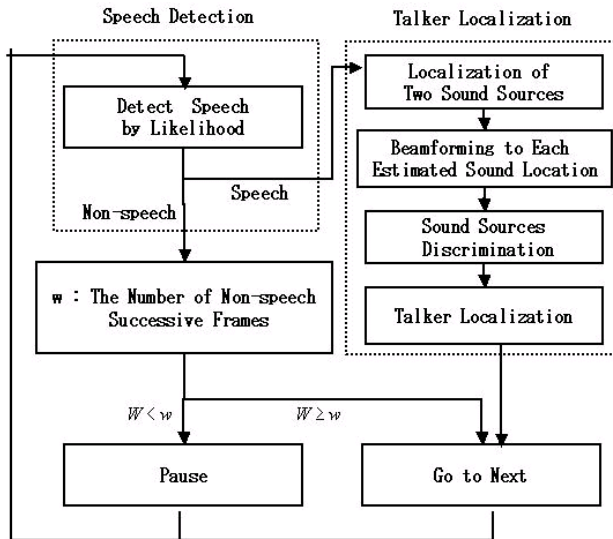 Speech Detection
Talker Localization
Detect Speech
by Likelihood
Localization of
Two Sound Sources
Beamforming to Each
Estimated Sound Location
Speech
Non-speech
Sound Sources
Discrimination
w : The Number of Non-speech
Successive Frames
Talker Localization
W < w
W ≥ w
Pause
Go to Next